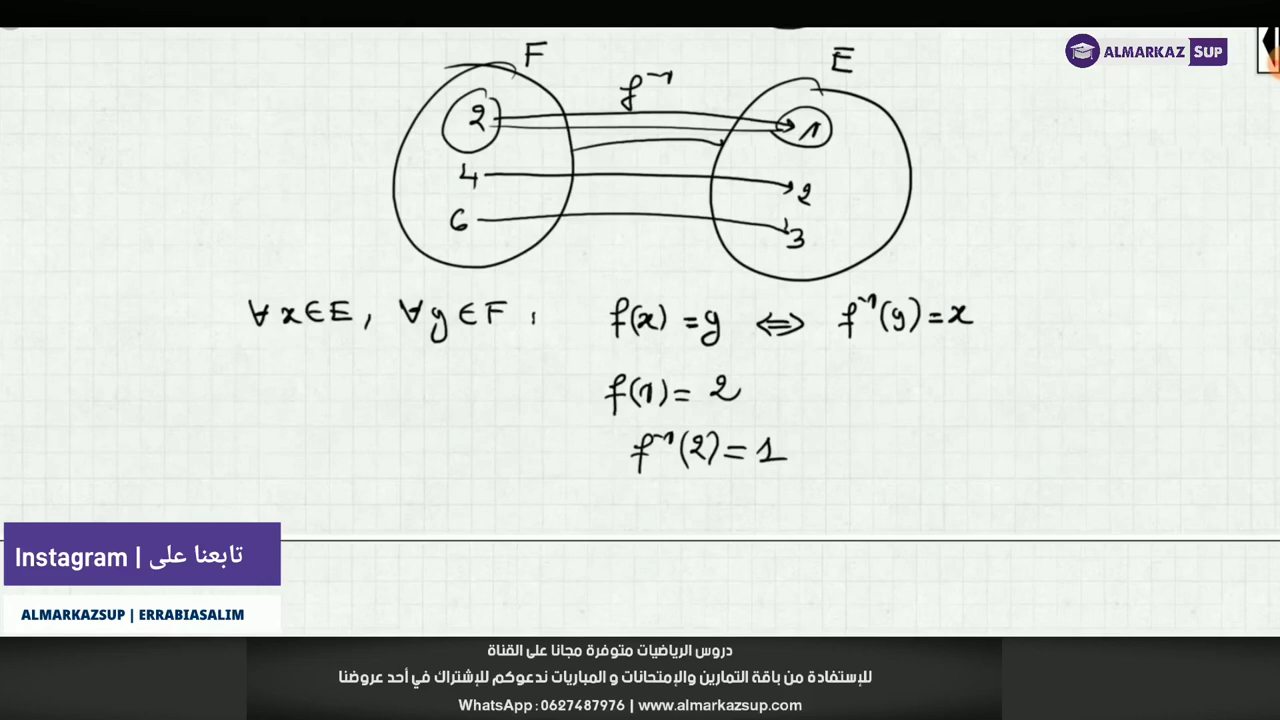 ALMARKAZ SUP
F
E
f⁻¹
2
1
4
2
6
3
∀ x ∈ E, ∀ y ∈ F, f(x) = y ⟺ f⁻¹(y) = x
f(1) = 2
f⁻¹(2) = 1
Instagram | تابعنا على
ALMARKAZSUP | ERRABIASALIM
دروس الرياضيات متوفرة مجانا على القناة
للإستفادة من باقة التمارين والإمتحانات و المباريات ندعوكم للإشتراك في أحد عروضنا
WhatsApp : 0627487976 | www.almarkazsup.com